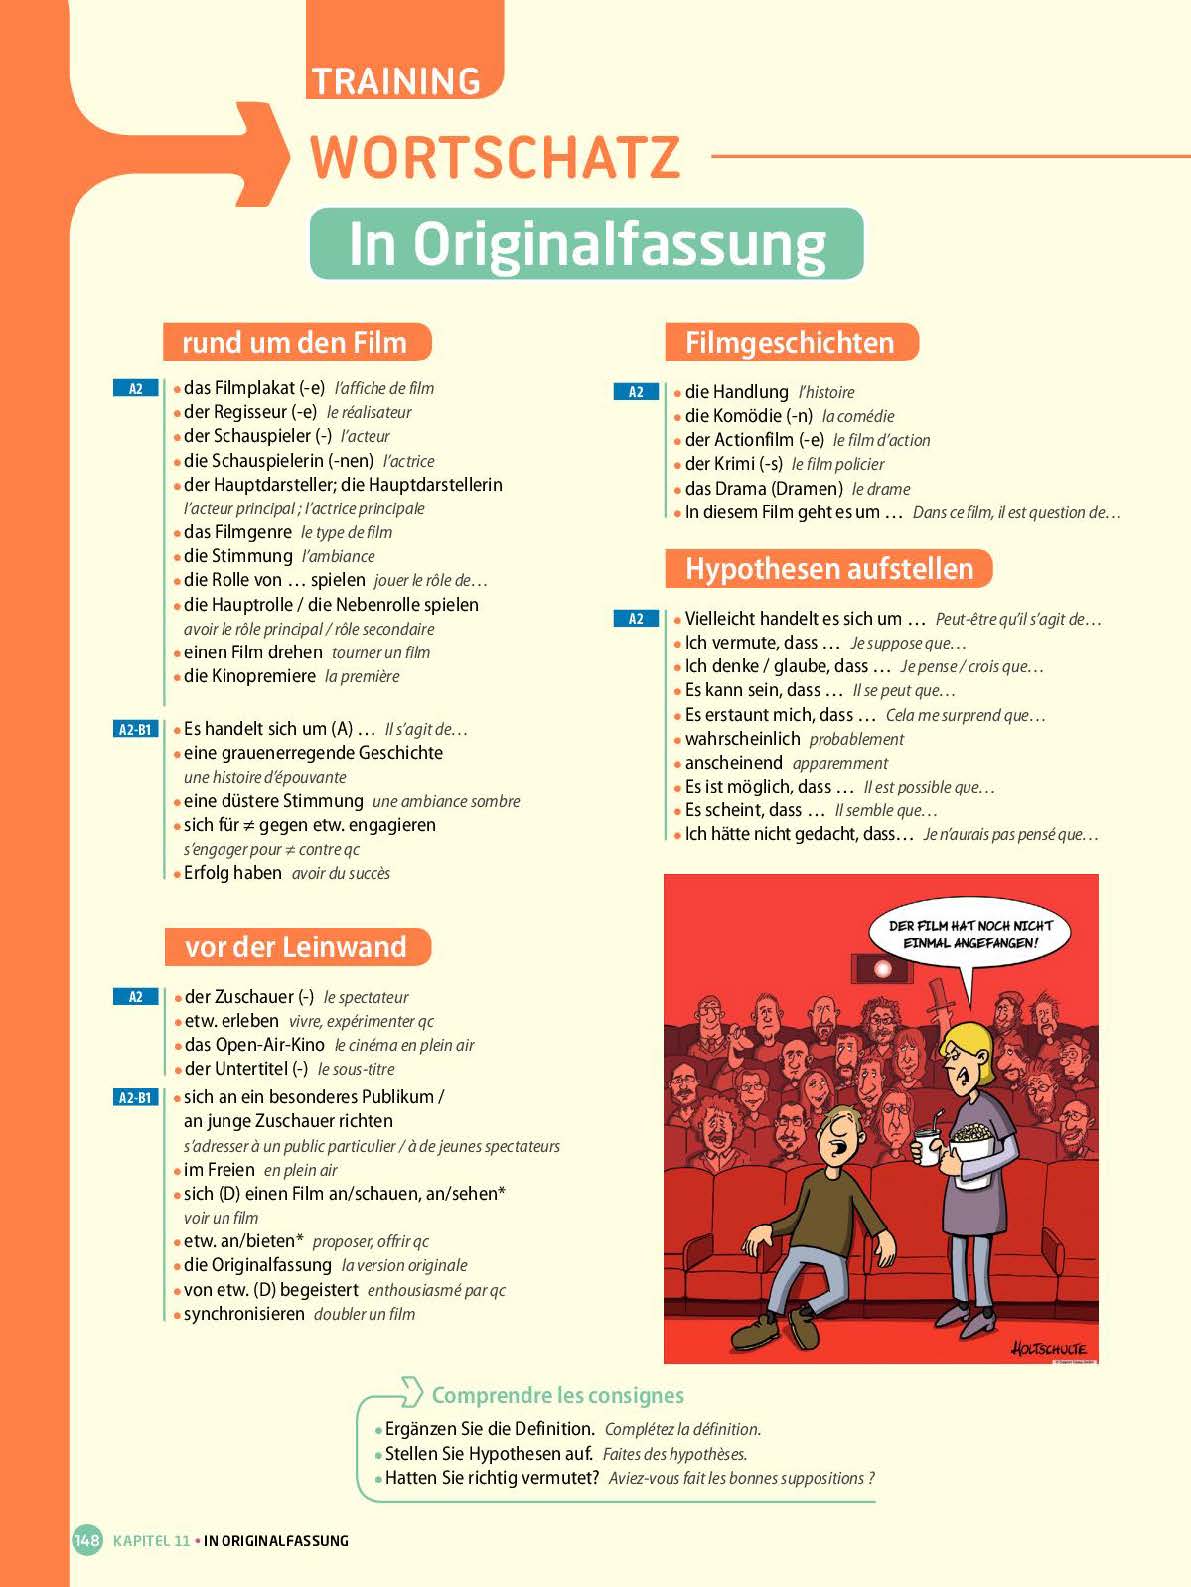 TRAINING
WORTSCHATZ
In Originalfassung
rund um den Film
A2
• das Filmplakat (-e) l'affiche de film
• der Regisseur (-e) le réalisateur
• der Schauspieler (-) l'acteur
• die Schauspielerin (-nen) l'actrice
• der Hauptdarsteller; die Hauptdarstellerin
l'acteur principal ; l'actrice principale
• das Filmgenre le type de film
• die Stimmung l'ambiance
• die Rolle von … spielen jouer le rôle de…
• die Hauptrolle / die Nebenrolle spielen
avoir le rôle principal / rôle secondaire
• einen Film drehen tourner un film
• die Kinopremiere la première
A2-B1
• Es handelt sich um (A) … Il s'agit de…
• eine grauenerregende Geschichte
une histoire d'épouvante
• eine düstere Stimmung une ambiance sombre
• sich für ≠ gegen etw. engagieren
s'engager pour ≠ contre qc
• Erfolg haben avoir du succès
vor der Leinwand
A2
• der Zuschauer (-) le spectateur
• etw. erleben vivre, expérimenter qc
• das Open-Air-Kino le cinéma en plein air
• der Untertitel (-) le sous-titre
A2-B1
• sich an ein besonderes Publikum /
an junge Zuschauer richten
s'adresser à un public particulier / à de jeunes spectateurs
• im Freien en plein air
• sich (D) einen Film an/schauen, an/sehen*
voir un film
• etw. an/bieten* proposer, offrir qc
• die Originalfassung la version originale
• von etw. (D) begeistert enthousiasmé par qc
• synchronisieren doubler un film
Filmgeschichten
A2
• die Handlung l'histoire
• die Komödie (-n) la comédie
• der Actionfilm (-e) le film d'action
• der Krimi (-s) le film policier
• das Drama (Dramen) le drame
• In diesem Film geht es um … Dans ce film, il est question de…
Hypothesen aufstellen
A2
• Vielleicht handelt es sich um … Peut-être qu'il s'agit de…
• Ich vermute, dass … Je suppose que…
• Ich denke / glaube, dass … Je pense / crois que…
• Es kann sein, dass … Il se peut que…
• Es erstaunt mich, dass … Cela me surprend que…
• wahrscheinlich probablement
• anscheinend apparemment
• Es ist möglich, dass … Il est possible que…
• Es scheint, dass … Il semble que…
• Ich hätte nicht gedacht, dass… Je n'aurais pas pensé que…
DER FILM HAT NOCH NICHT
EINMAL ANGEFANGEN!
HOLTSCHULTE
Comprendre les consignes
• Ergänzen Sie die Definition. Complétez la définition.
• Stellen Sie Hypothesen auf. Faites des hypothèses.
• Hatten Sie richtig vermutet? Aviez-vous fait les bonnes suppositions ?
148 KAPITEL 11 • IN ORIGINALFASSUNG